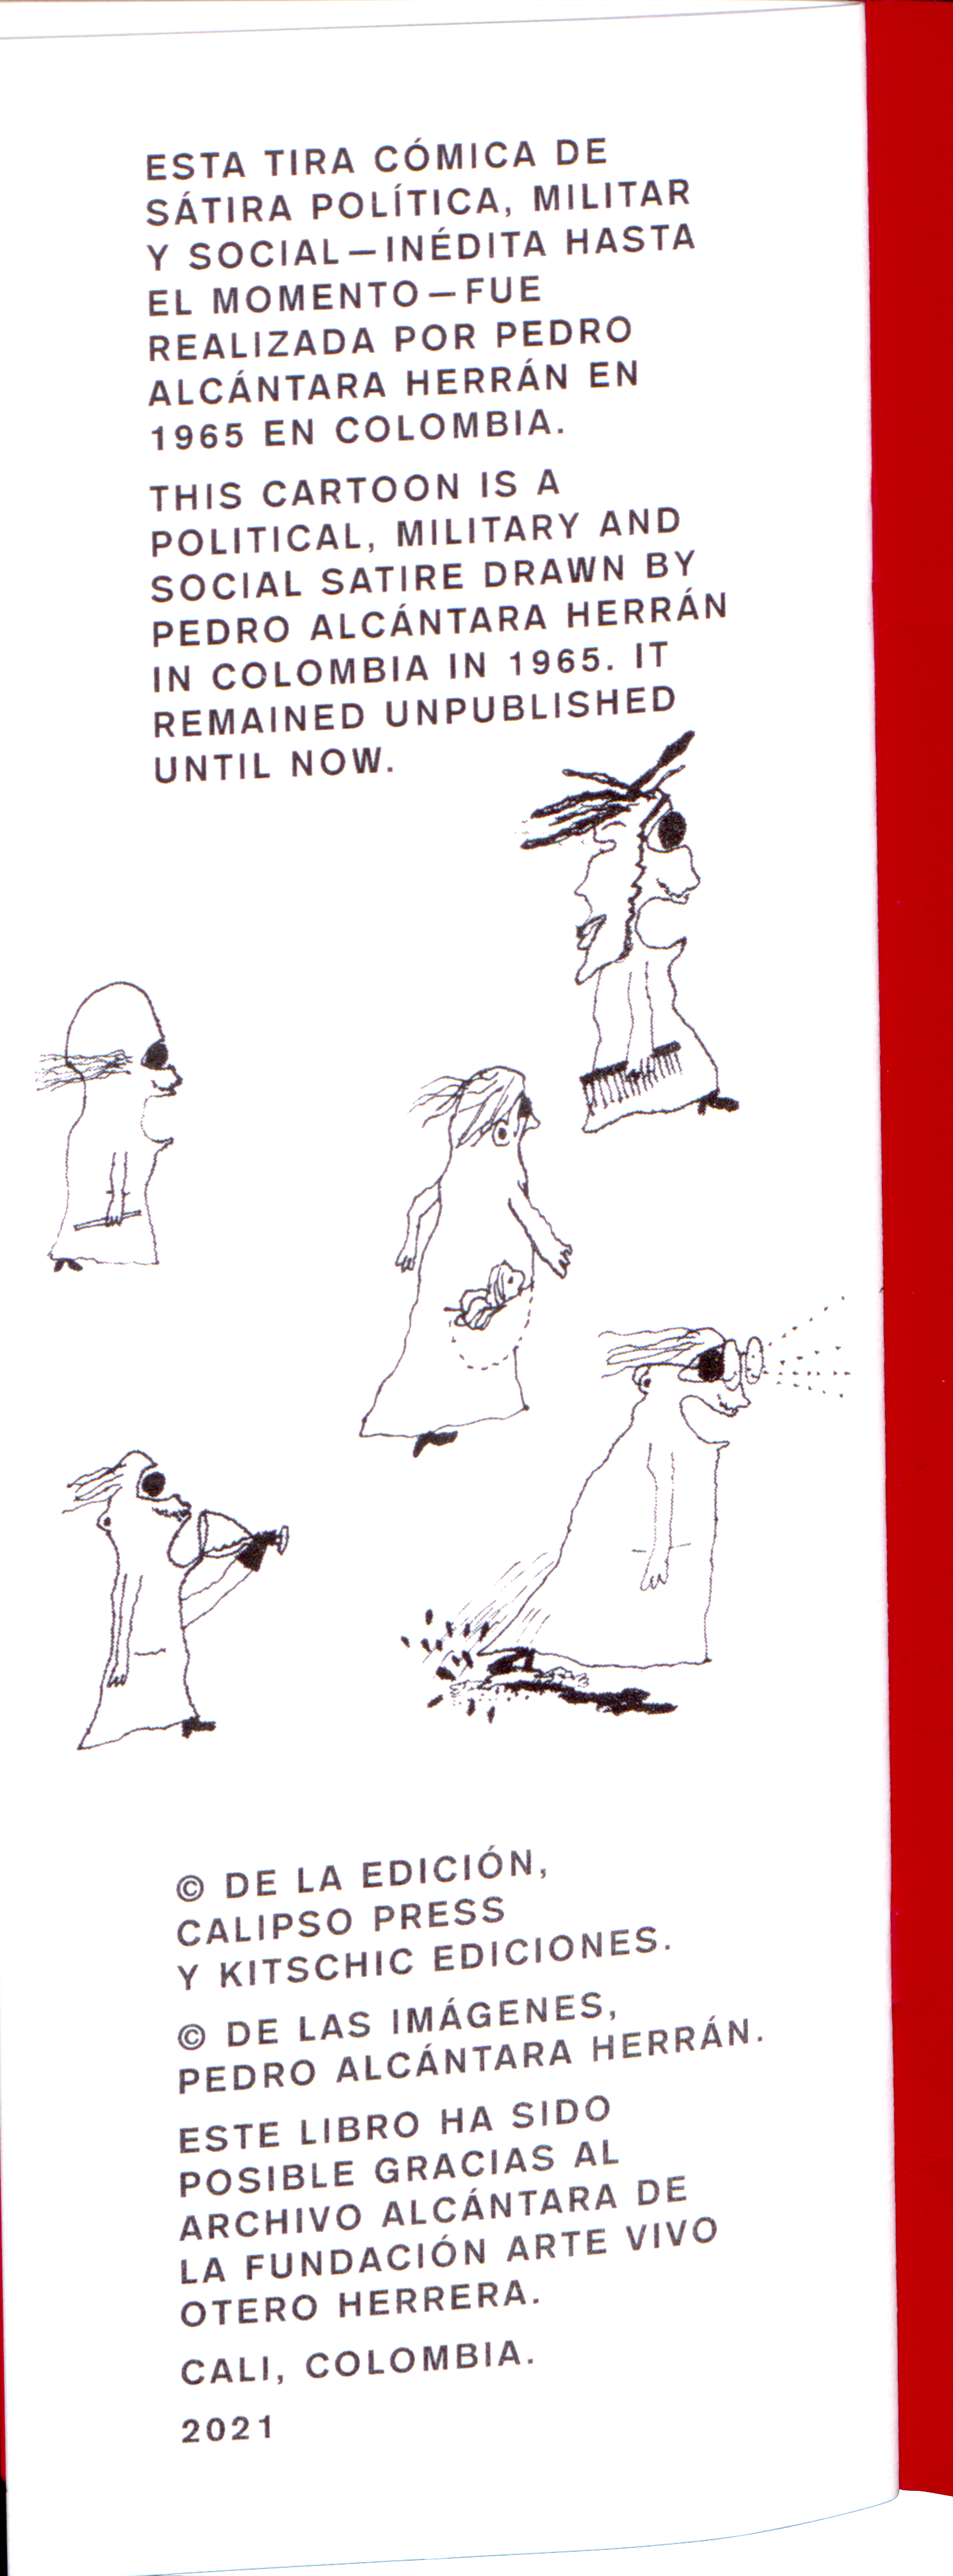 ESTA TIRA CÓMICA DE
SÁTIRA POLÍTICA, MILITAR
Y SOCIAL—INÉDITA HASTA
EL MOMENTO—FUE
REALIZADA POR PEDRO
ALCÁNTARA HERRÁN EN
1965 EN COLOMBIA.
THIS CARTOON IS A
POLITICAL, MILITARY AND
SOCIAL SATIRE DRAWN BY
PEDRO ALCÁNTARA HERRÁN
IN COLOMBIA IN 1965. IT
REMAINED UNPUBLISHED
UNTIL NOW.
© DE LA EDICIÓN,
CALIPSO PRESS
Y KITSCHIC EDICIONES.
© DE LAS IMÁGENES,
PEDRO ALCÁNTARA HERRÁN.
ESTE LIBRO HA SIDO
POSIBLE GRACIAS AL
ARCHIVO ALCÁNTARA DE
LA FUNDACIÓN ARTE VIVO
OTERO HERRERA.
CALI, COLOMBIA.
2021